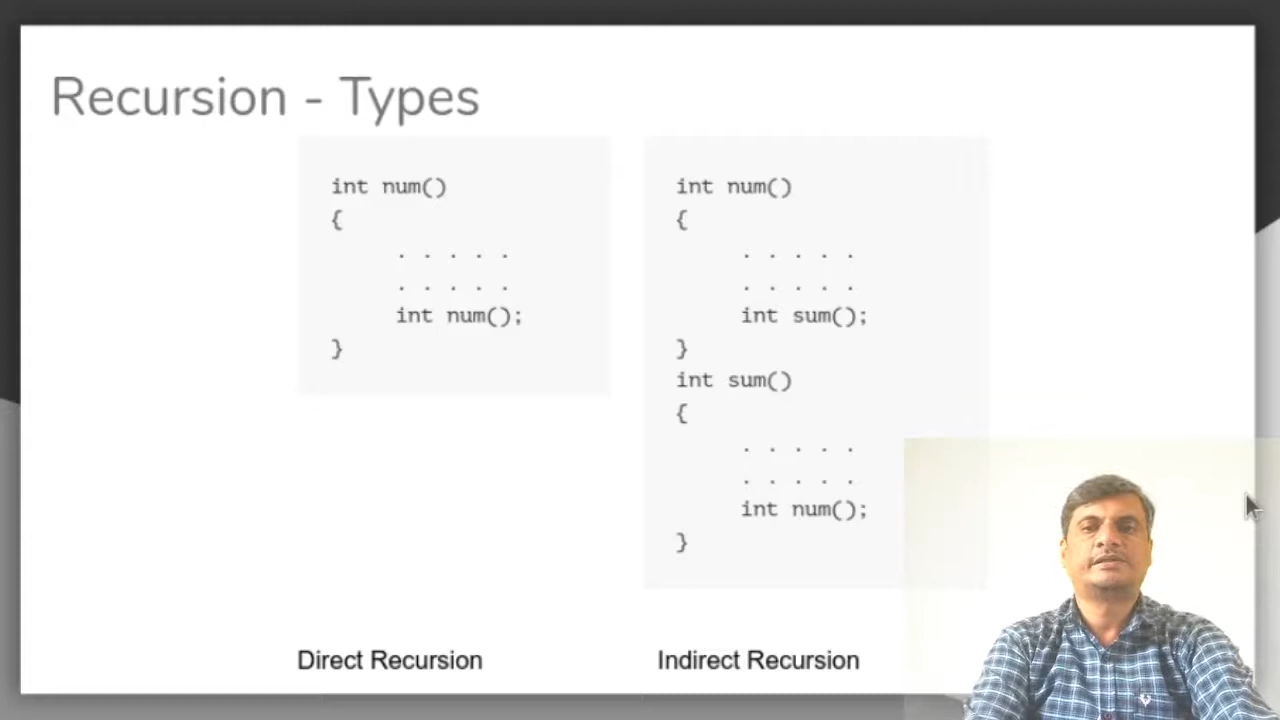 Recursion - Types
int num()
{
. . . . .
. . . . .
int num();
}
int num()
{
. . . . .
. . . . .
int sum();
}
int sum()
{
. . . . .
. . . . .
int num();
}
Direct Recursion
Indirect Recursion